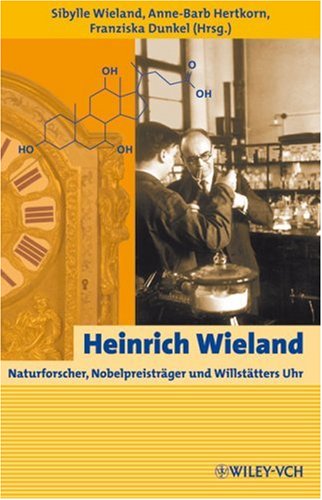 Sibylle Wieland, Anne-Barb Hertkorn,
Franziska Dunkel (Hrsg.)
OH
O
OH
HO
OH
Heinrich Wieland
Naturforscher, Nobelpreisträger und Willstätters Uhr
WILEY-VCH